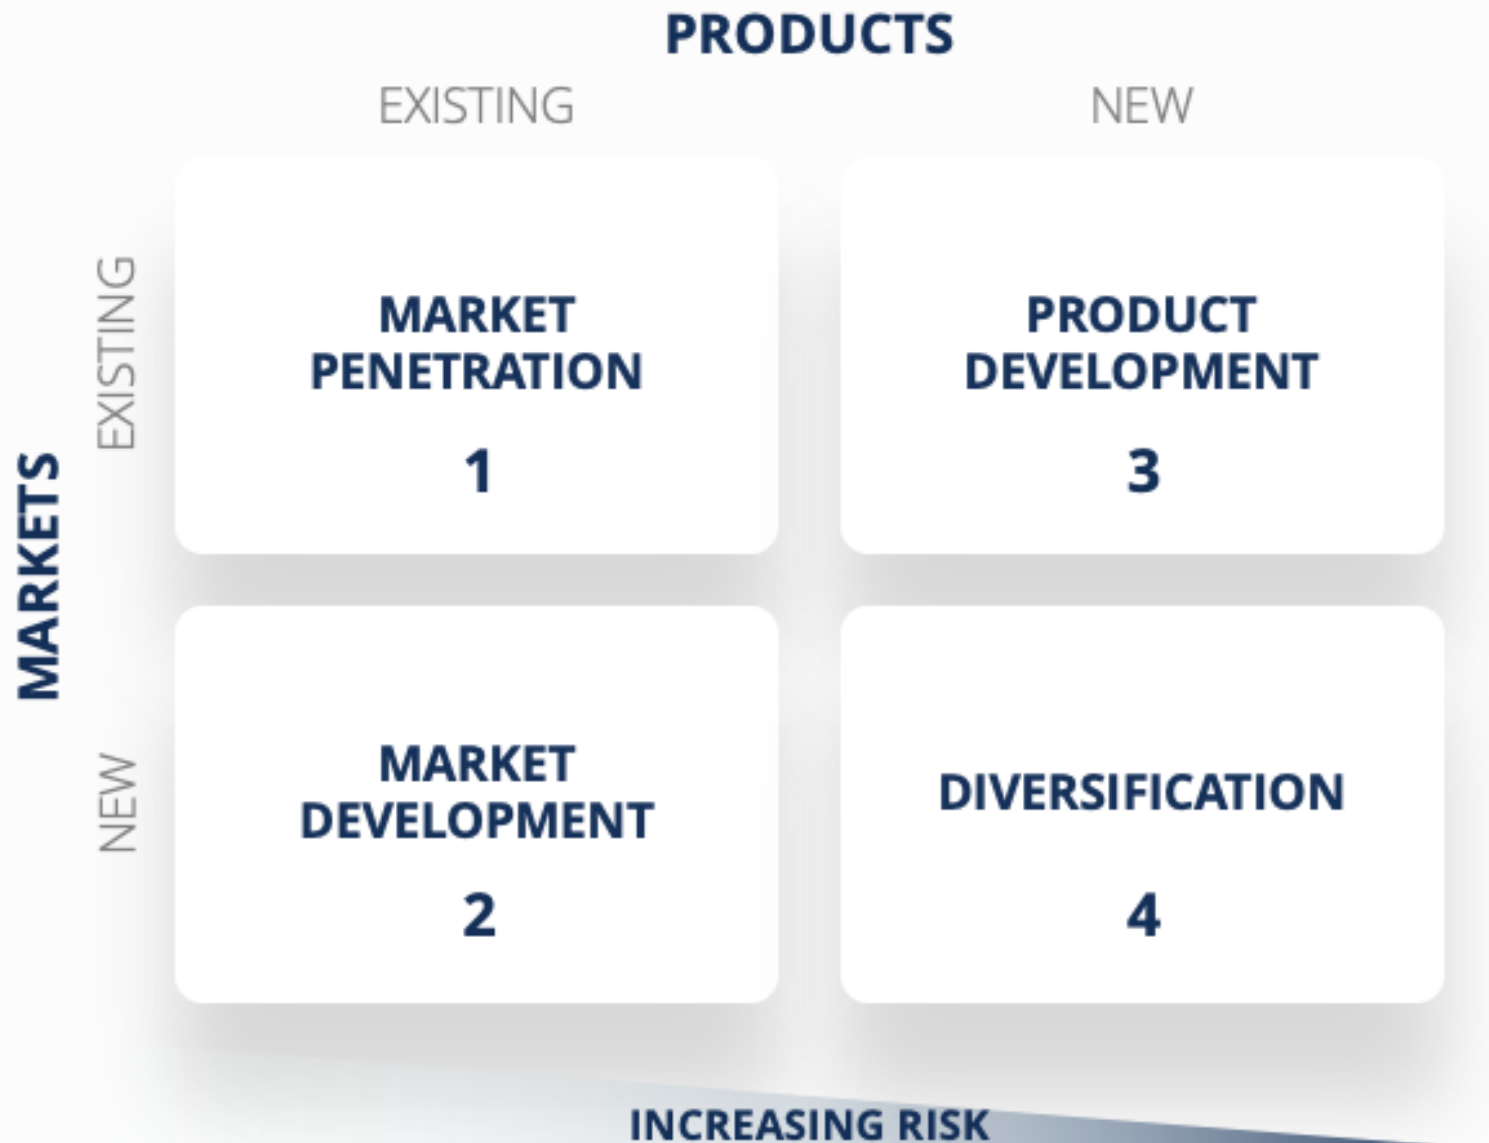 PRODUCTS
EXISTING
NEW
MARKETS
EXISTING
MARKET
PENETRATION
1
PRODUCT
DEVELOPMENT
3
NEW
MARKET
DEVELOPMENT
2
DIVERSIFICATION
4
INCREASING RISK